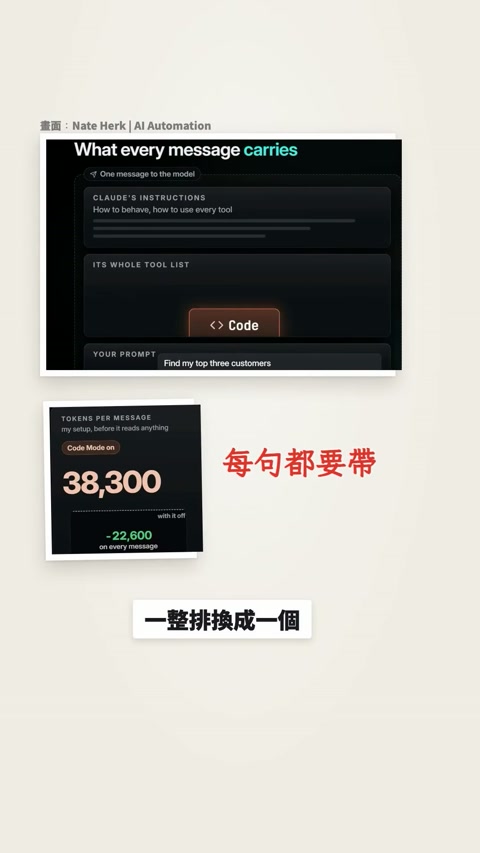 畫面：Nate Herk | AI Automation
What every message carries
One message to the model
CLAUDE'S INSTRUCTIONS
How to behave, how to use every tool
ITS WHOLE TOOL LIST
<> Code
YOUR PROMPT
Find my top three customers
TOKENS PER MESSAGE
my setup, before it reads anything
Code Mode on
38,300
with it off
-22,600
on every message
每句都要帶
一整排換成一個